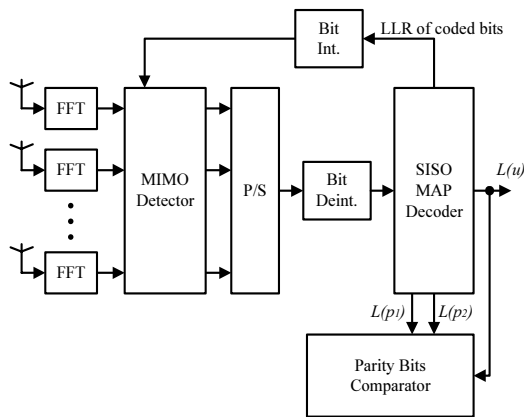 Bit
Int.
LLR of coded bits
FFT
FFT
FFT
MIMO
Detector
P/S
Bit
Deint.
SISO
MAP
Decoder
L(u)
L(p1)
L(p2)
Parity Bits
Comparator